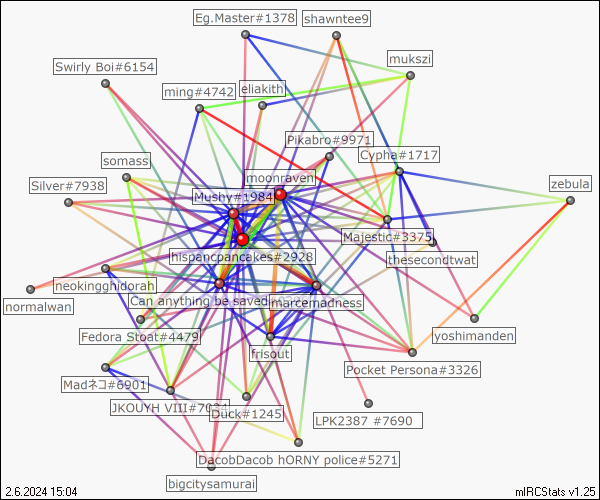 Eg.Master#1378
shawntee9
mukszi
Swirly Boi#6154
ming#4742
eliakith
Pikabro#9971
Cypha#1717
somassi
moonraven
Silver#7938
Mushy#1984
zebula
Majestic#3375
hispancpancakes#2928
thesecondtwat
neokingghidorah
Can anything be saved
marcemadness
normalwan
Fedora Stoat#4479
yoshimanden
frisout
Pocket Persona#3326
Madネコ#6901
JKOUYH VIII#7034
Duck#1245
LPK2387 #7690
DacobDacob hORNY police#5271
bigcitysamurai
2.6.2024 15:04
mIRCStats v1.25